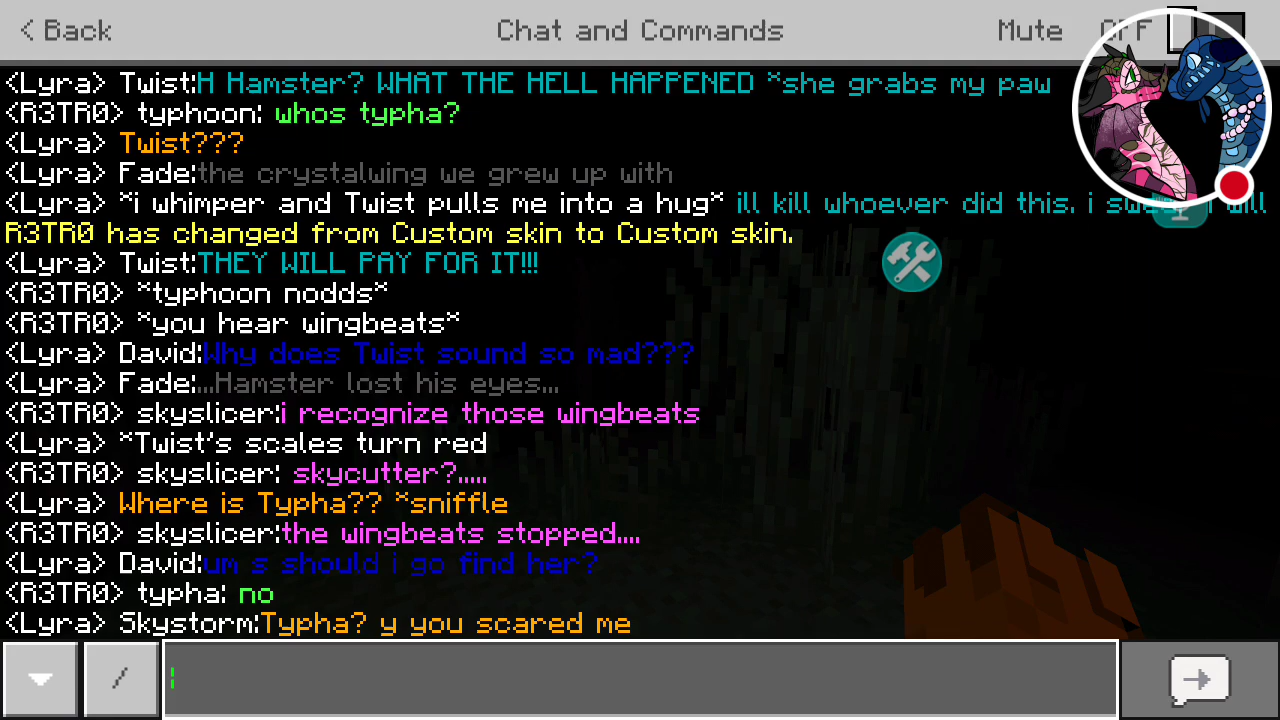 < Back
Chat and Commands
Mute
OFF
<Lyra> Twist:H Hamster? WHAT THE HELL HAPPENED *she grabs my paw
<R3TR0> typhoon: whos typha?
<Lyra> Twist???
<Lyra> Fade:the crystalwing we grew up with
<Lyra> *i whimper and Twist pulls me into a hug* ill kill whoever did this. i will
R3TR0 has changed from Custom skin to Custom skin.
<Lyra> Twist:THEY WILL PAY FOR IT!!!
<R3TR0> *typhoon nodds*
<R3TR0> *you hear wingbeats*
<Lyra> David:Why does Twist sound so mad???
<Lyra> Fade:...Hamster lost his eyes...
<R3TR0> skyslicer:i recognize those wingbeats
<Lyra> *Twist's scales turn red
<R3TR0> skyslicer: skycutter?.....
<Lyra> Where is Typha?? *sniffle
<R3TR0> skyslicer:the wingbeats stopped....
<Lyra> David:um s should i go find her?
<R3TR0> typha: no
<Lyra> Skystorm:Typha? y you scared me
/